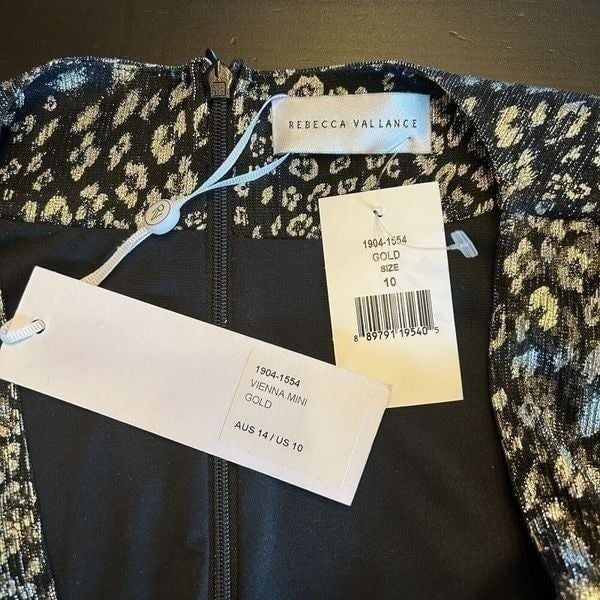 REBECCA VALLANCE
1904-1554
GOLD
SIZE
10
8 89791 19540 5
1904-1554
VIENNA MINI
GOLD
AUS 14 / US 10